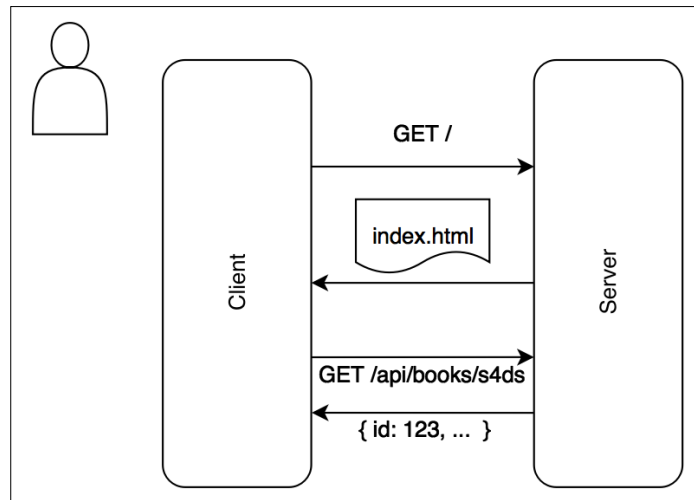 GET /
index.html
Client
Server
GET /api/books/s4ds
{ id: 123, ... }